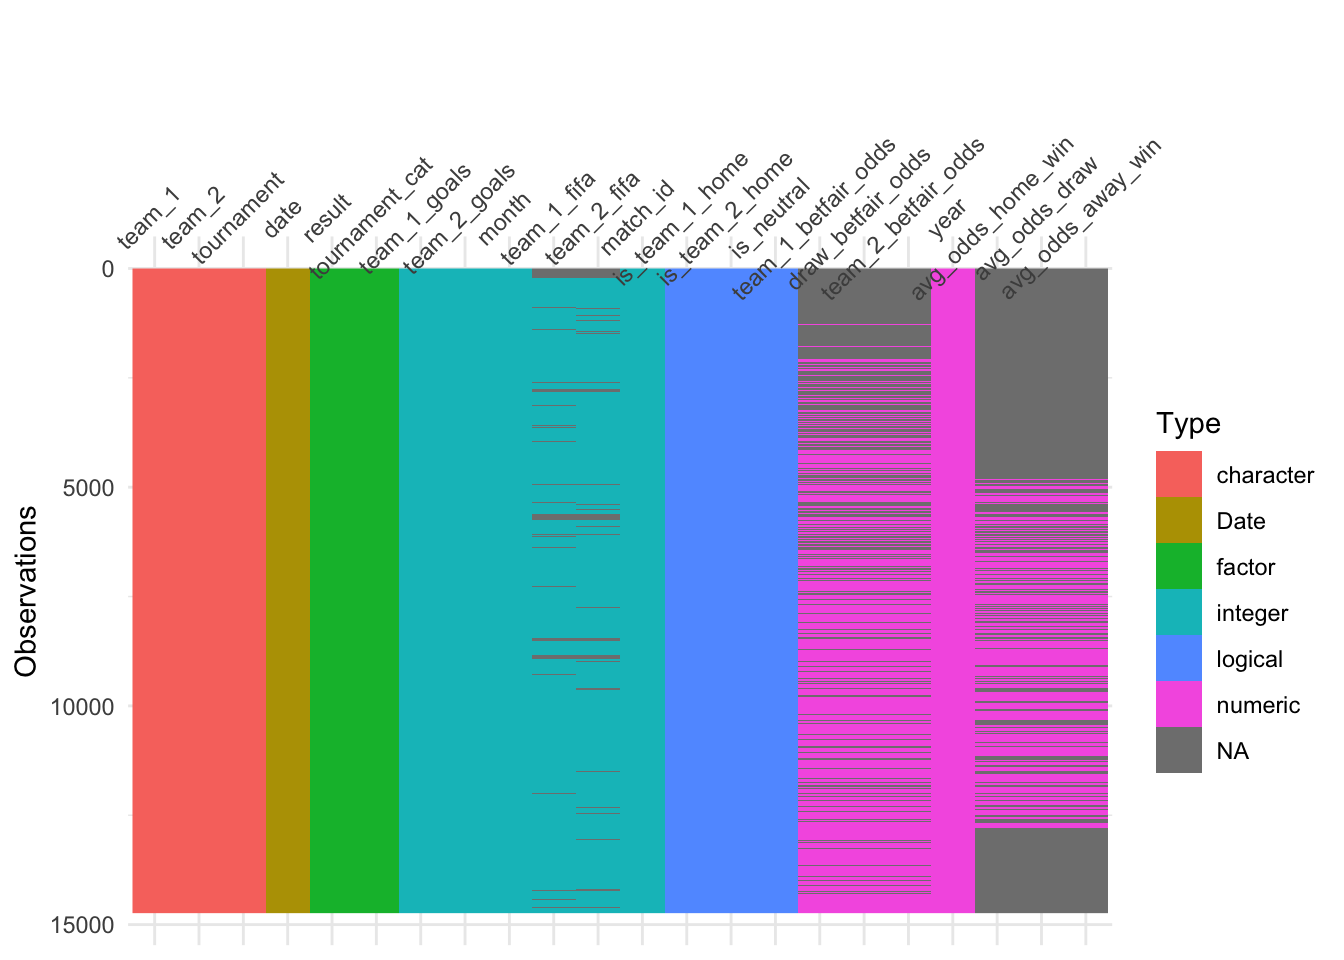 team_1
team_2
tournament
date
result
tournament_cat
team_1_goals
team_2_goals
month
team_1_fifa
team_2_fifa
match_id
is_team_1_home
is_team_2_home
is_neutral
team_1_betfair_odds
draw_betfair_odds
team_2_betfair_odds
year
avg_odds_home_win
avg_odds_draw
avg_odds_away_win
0
5000
10000
15000
Observations
Type
character
Date
factor
integer
logical
numeric
NA